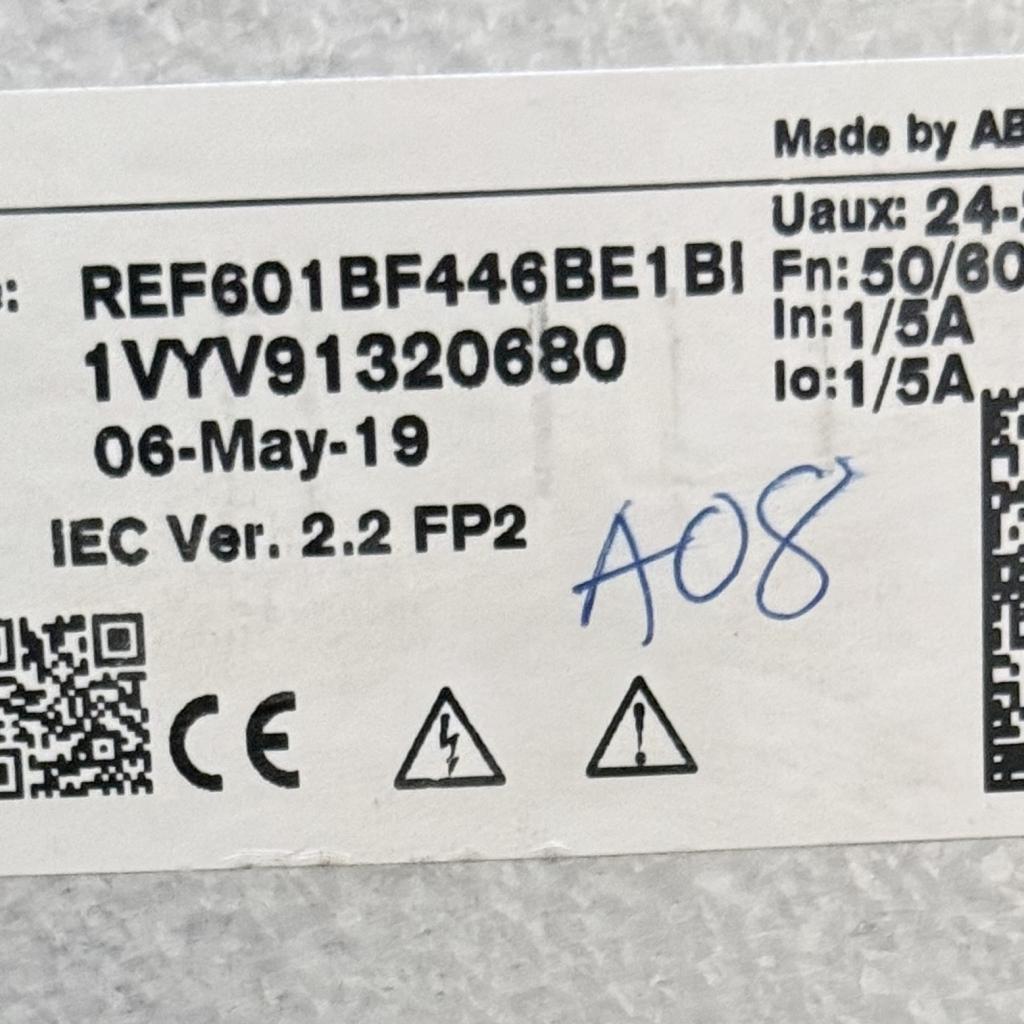 Made by AB
Uaux: 24-
REF601BF446BE1BI
Fn: 50/60
1VYV91320680
In: 1/5A
Io: 1/5A
06-May-19
IEC Ver. 2.2 FP2
A08
CE